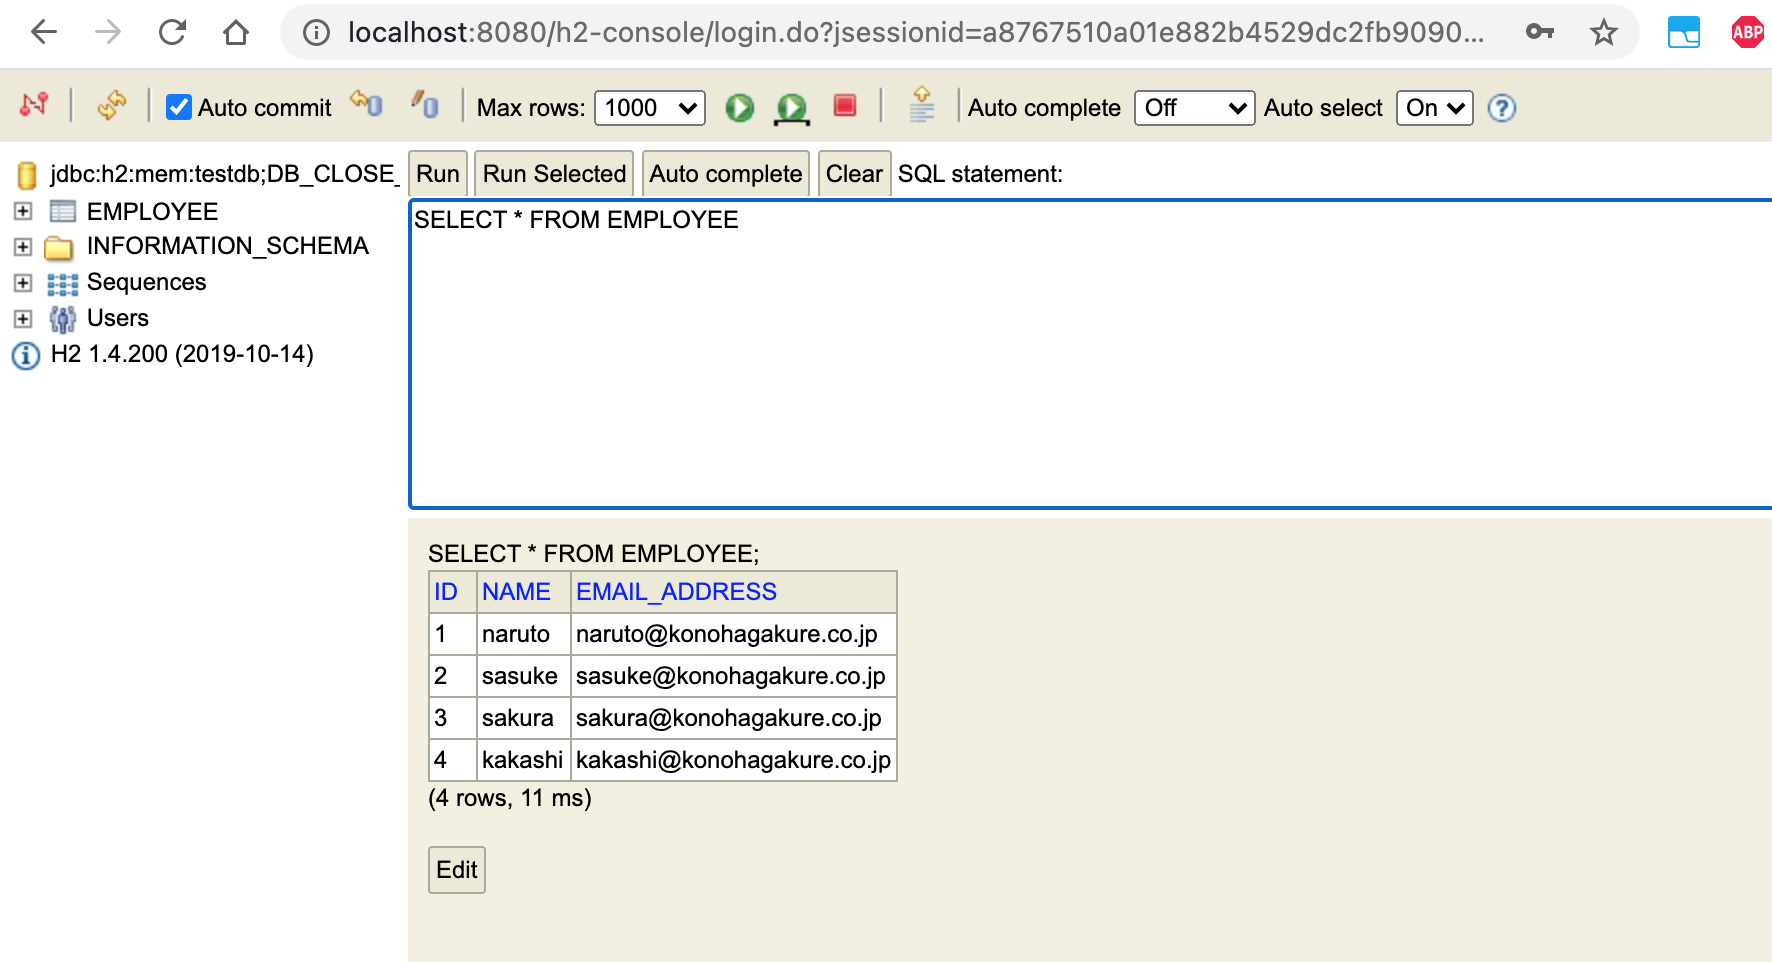 localhost:8080/h2-console/login.do?jsessionid=a8767510a01e882b4529dc2fb9090...
ABP
Auto commit Max rows: 1000 Auto complete Off Auto select On ?
jdbc:h2:mem:testdb;DB_CLOSE_
EMPLOYEE
INFORMATION_SCHEMA
Sequences
Users
H2 1.4.200 (2019-10-14)
Run Run Selected Auto complete Clear SQL statement:
SELECT * FROM EMPLOYEE
SELECT * FROM EMPLOYEE;
ID NAME EMAIL_ADDRESS
1 naruto naruto@konohagakure.co.jp
2 sasuke sasuke@konohagakure.co.jp
3 sakura sakura@konohagakure.co.jp
4 kakashi kakashi@konohagakure.co.jp
(4 rows, 11 ms)
Edit